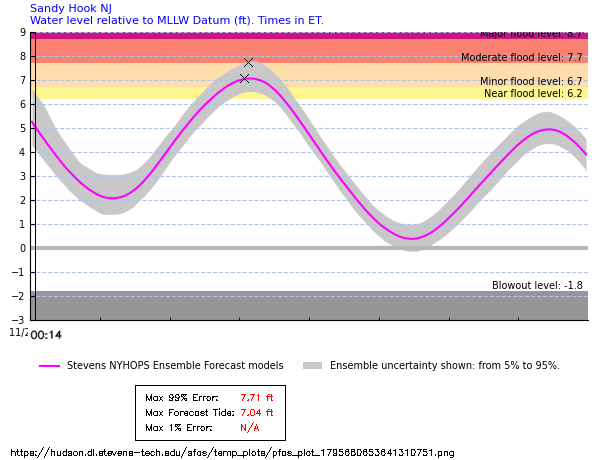 Sandy Hook NJ
Water level relative to MLLW Datum (ft). Times in ET.
9
Major flood level: 8.7
8
Moderate flood level: 7.7
7
Minor flood level: 6.7
Near flood level: 6.2
6
5
4
3
2
1
0
−1
Blowout level: -1.8
−2
−3
11/2
00:14
Stevens NYHOPS Ensemble Forecast models
Ensemble uncertainty shown: from 5% to 95%.
Max 99% Error: 7.71 ft
Max Forecast Tide: 7.04 ft
Max 1% Error: N/A
https://hudson.dl.stevens-tech.edu/sfas/temp_plots/pfas_plot_1795680653641310751.png